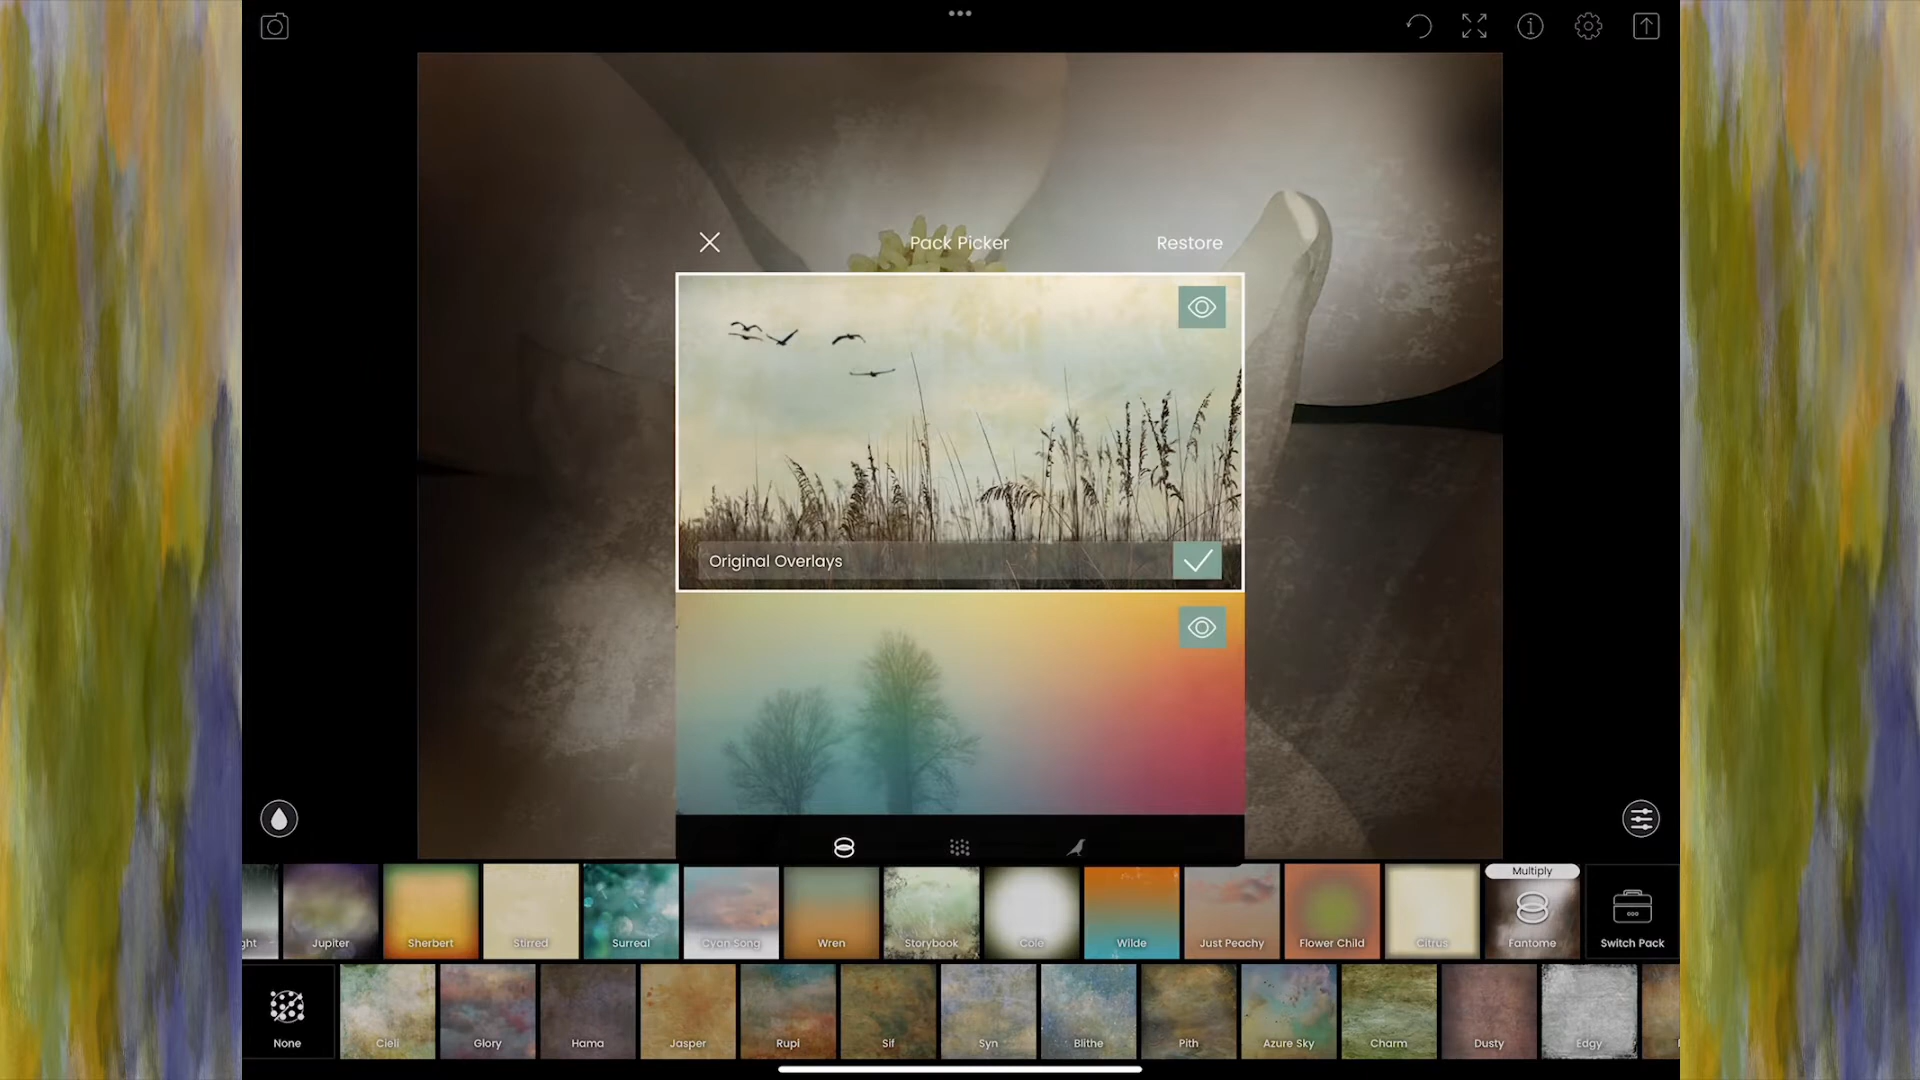 Pack Picker
Restore
Original Overlays
Multiply
ght
Jupiter
Sherbert
Stirred
Surreal
Cyan Song
Wren
Storybook
Cole
Wilde
Just Peachy
Flower Child
Citrus
Fantome
Switch Pack
None
Cieli
Glory
Hama
Jasper
Rupi
Sif
Syn
Blithe
Pith
Azure Sky
Charm
Dusty
Edgy